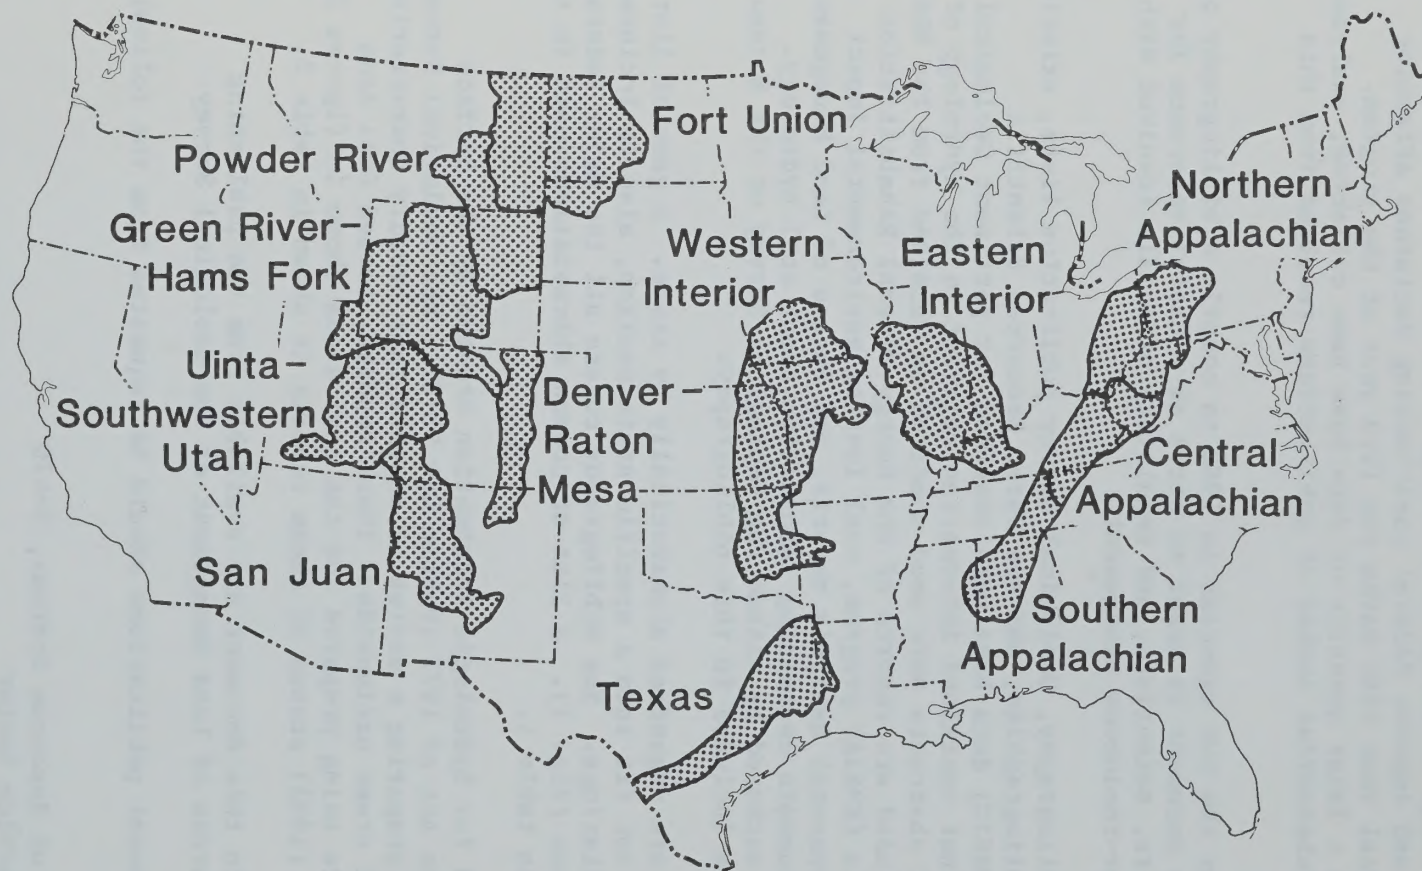 Fort Union
Powder River
Northern
Appalachian
Green River–
Hams Fork
Western
Interior
Eastern
Interior
Uinta–
Southwestern
Utah
Denver–
Raton
Mesa
Central
Appalachian
San Juan
Southern
Appalachian
Texas